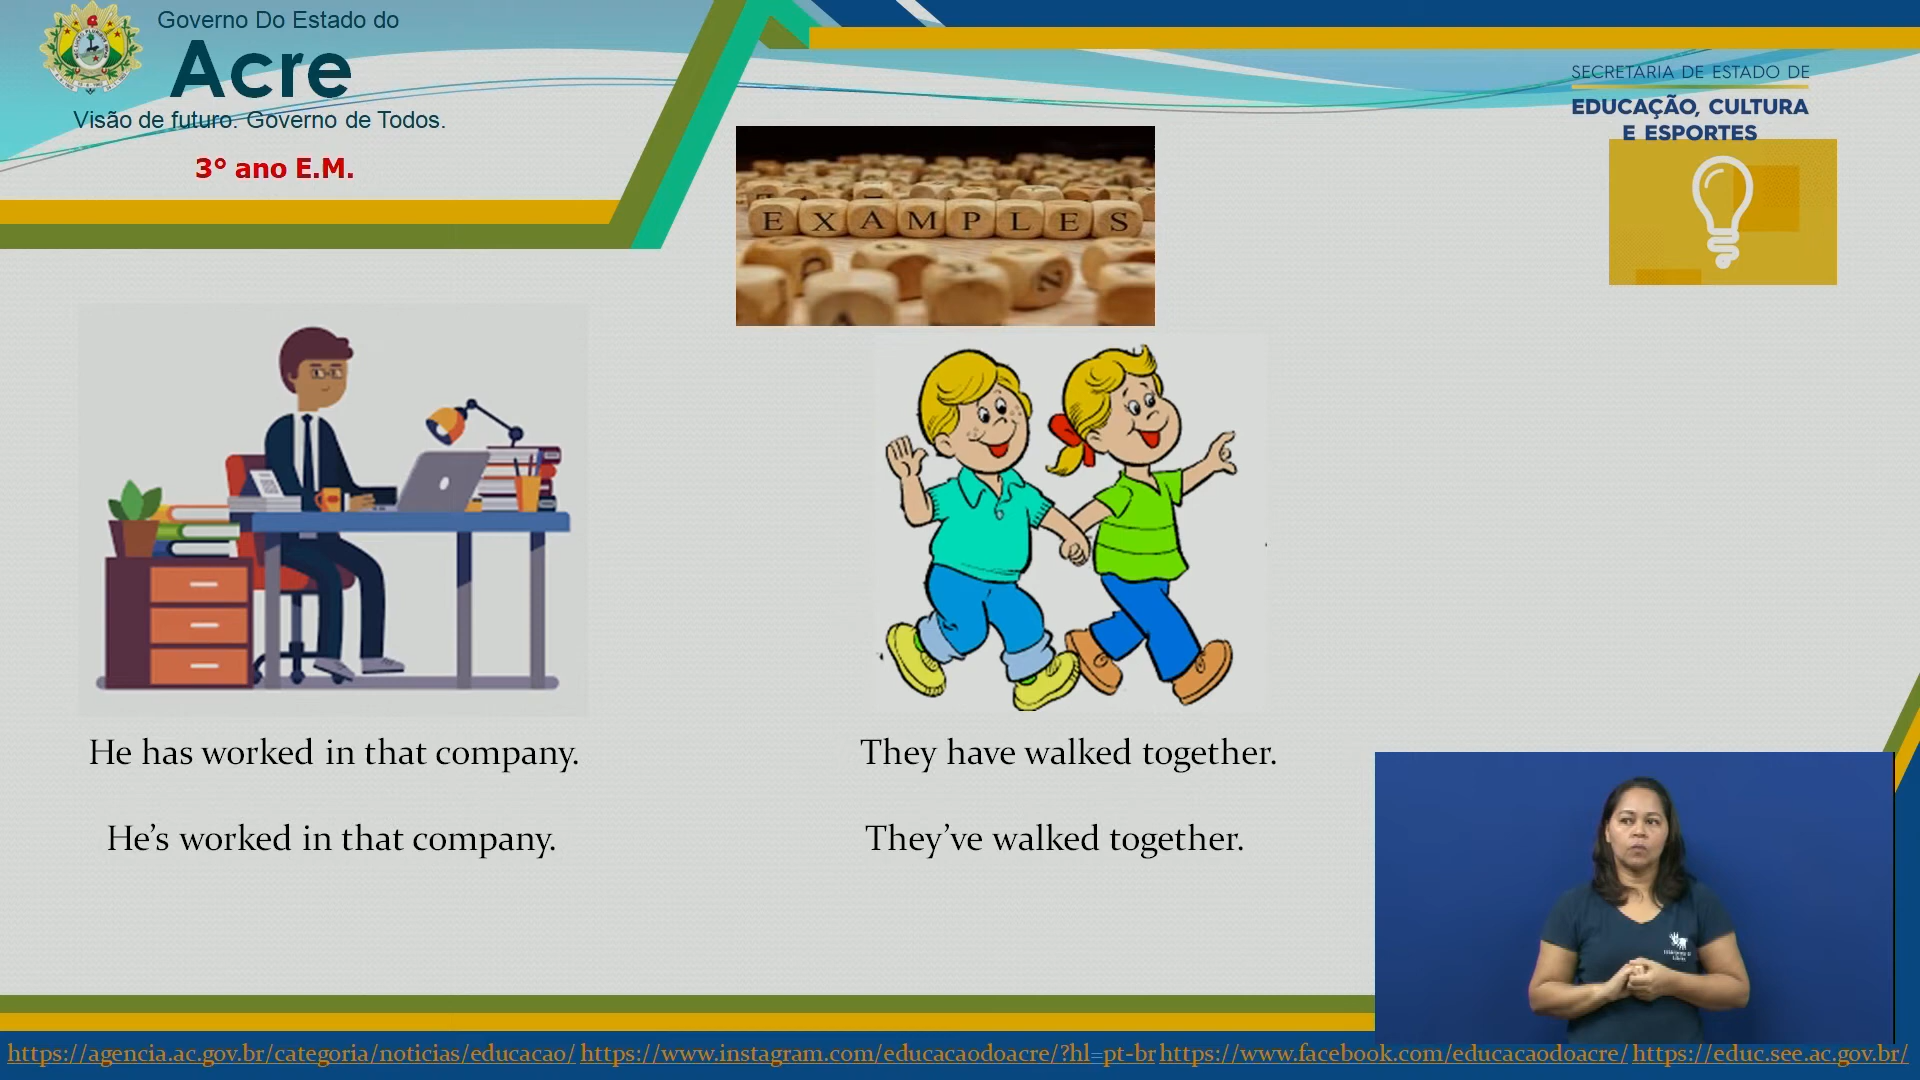 Governo Do Estado do
Acre
Visão de futuro. Governo de Todos.
3° ano E.M.
SECRETARIA DE ESTADO DE
EDUCAÇÃO, CULTURA
E ESPORTES
EXAMPLES
He has worked in that company.
He’s worked in that company.
They have walked together.
They’ve walked together.
https://agencia.ac.gov.br/categoria/noticias/educacao/ https://www.instagram.com/educacaodoacre/?hl=pt-br https://www.facebook.com/educacaodoacre/ https://educ.see.ac.gov.br/